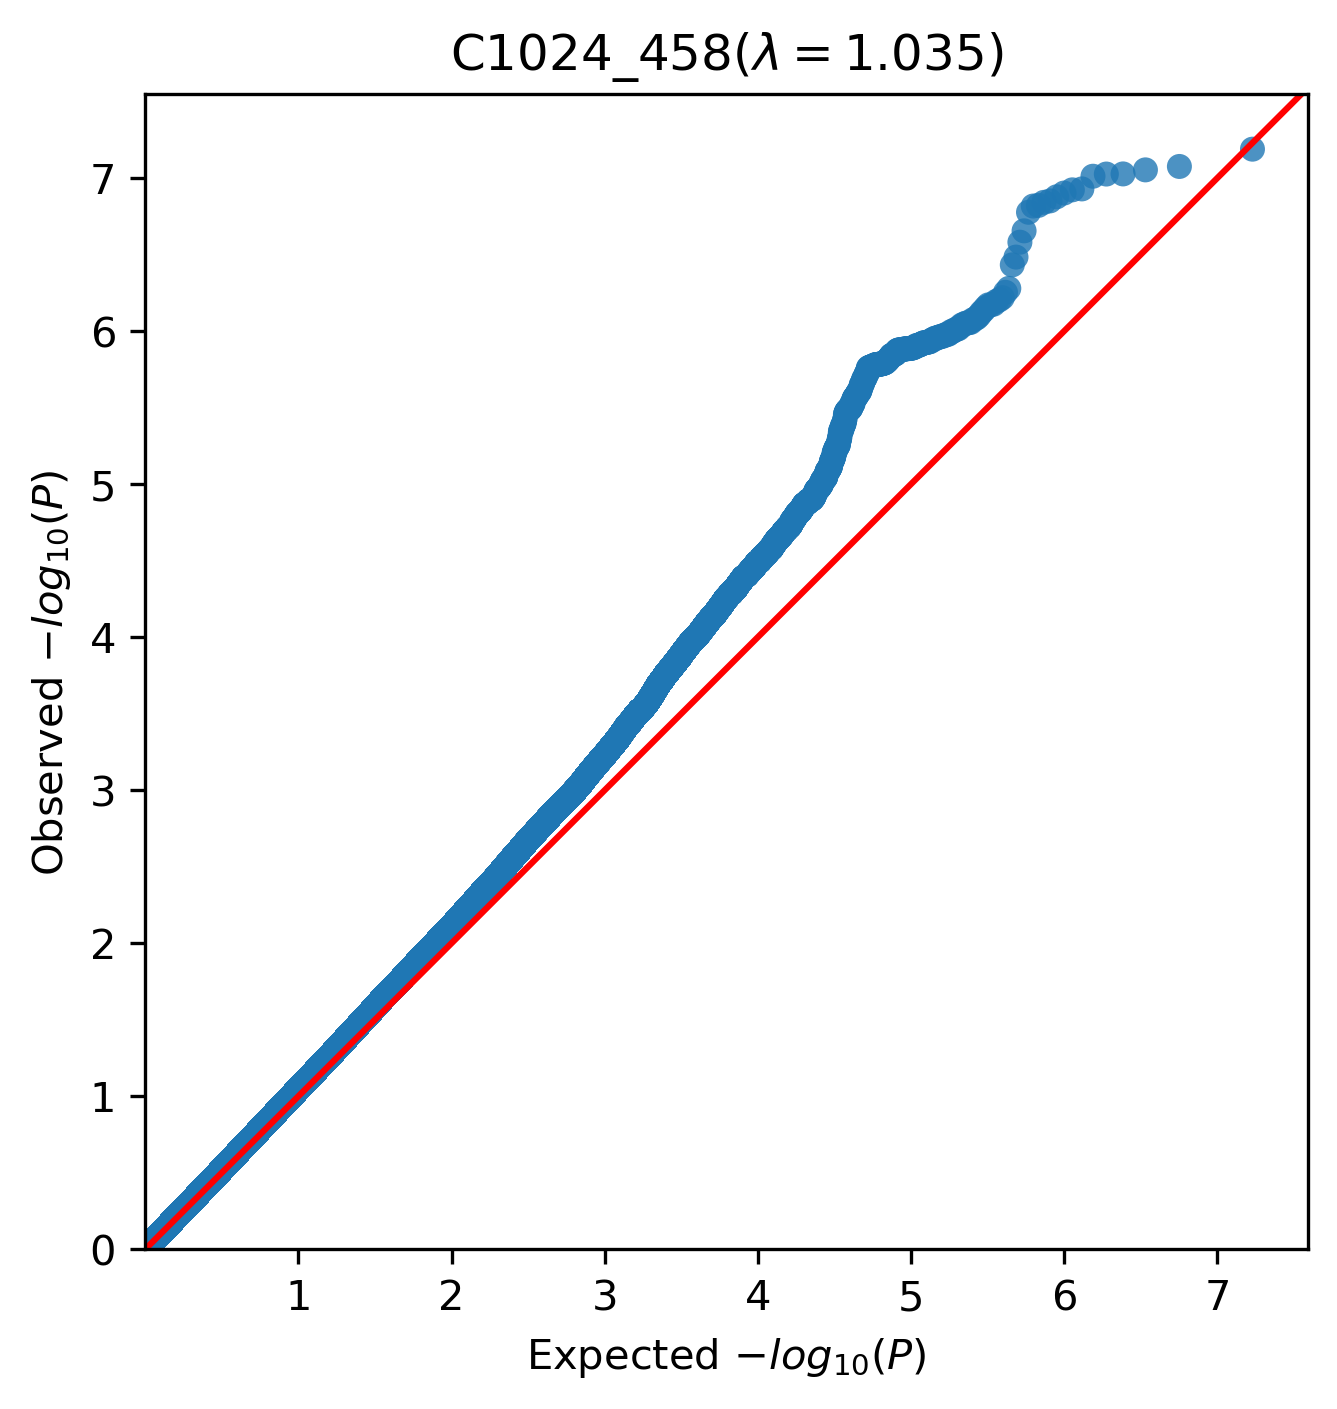 C1024_458(λ = 1.035)
Observed −log₁₀(P)
7
6
5
4
3
2
1
0
1 2 3 4 5 6 7
Expected −log₁₀(P)